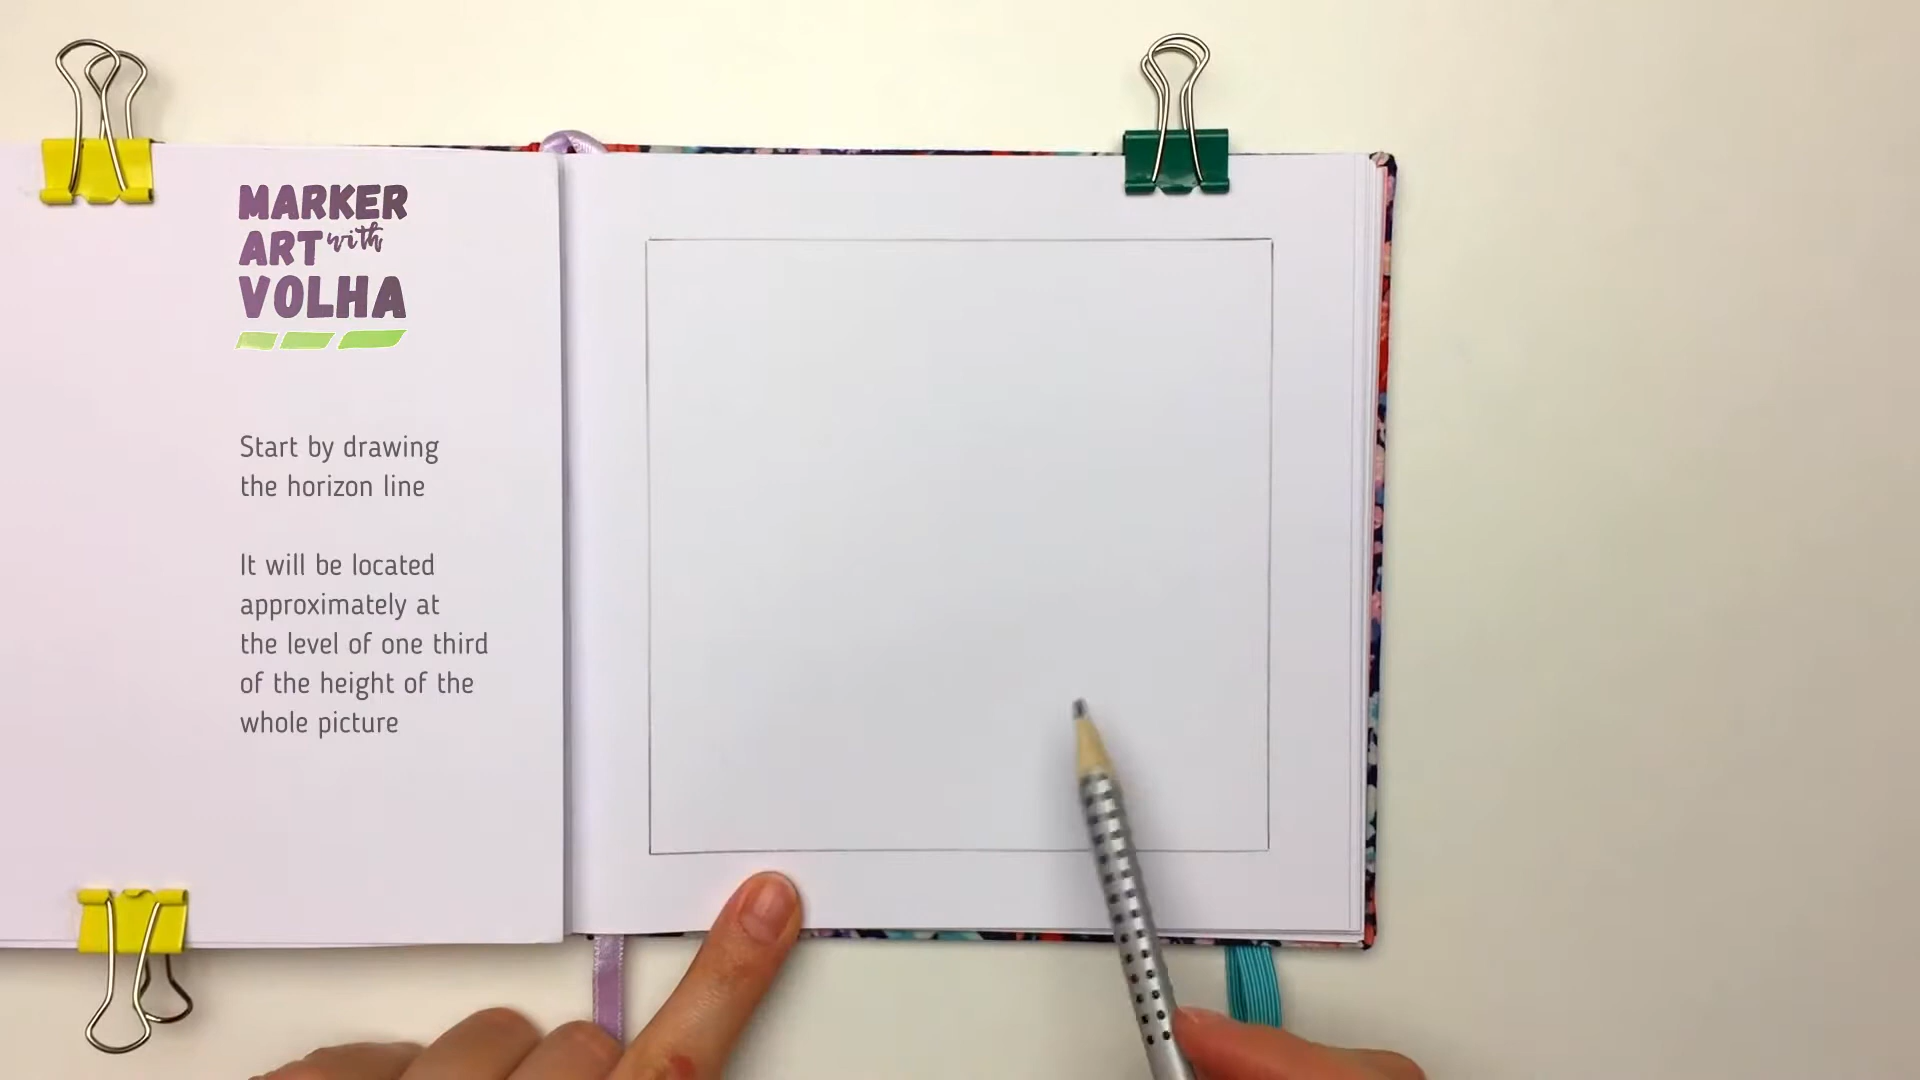 MARKER
ART with
VOLHA
Start by drawing
the horizon line
It will be located
approximately at
the level of one third
of the height of the
whole picture